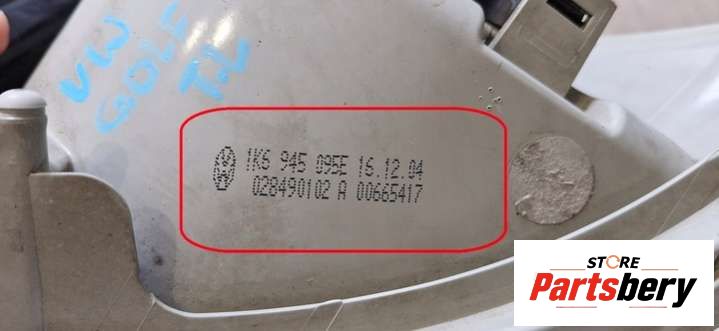 VW
GOLF
TL
1K6 945 095E 16.12.04
028490102 A 00665417
STORE
Partsbery